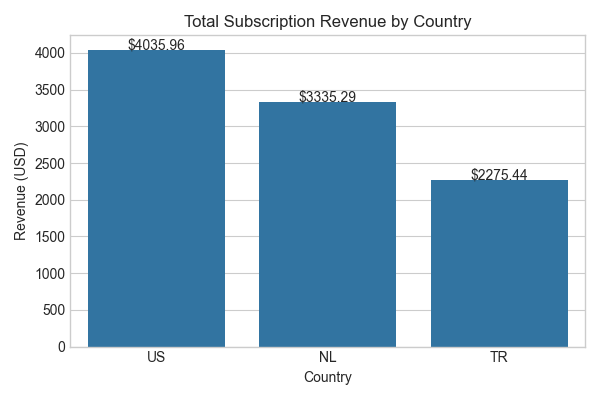 Total Subscription Revenue by Country
Revenue (USD)
4000
3500
3000
2500
2000
1500
1000
500
0
$4035.96
$3335.29
$2275.44
US
NL
TR
Country